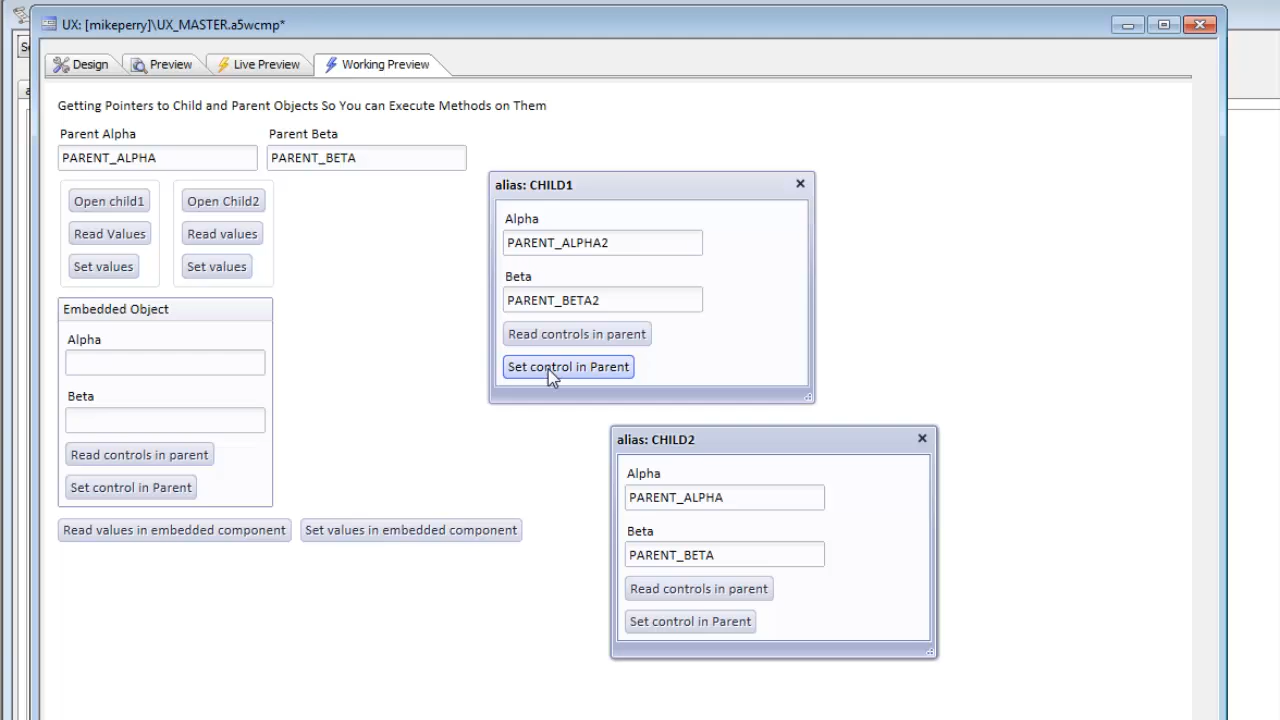 UX: [mikeperry]\UX_MASTER.a5wcmp*
Design Preview Live Preview Working Preview
Getting Pointers to Child and Parent Objects So You can Execute Methods on Them
Parent Alpha Parent Beta
PARENT_ALPHA PARENT_BETA
Open child1 Open Child2
Read Values Read values
Set values Set values
Embedded Object
Alpha
Beta
Read controls in parent
Set control in Parent
Read values in embedded component Set values in embedded component
alias: CHILD1
Alpha
PARENT_ALPHA2
Beta
PARENT_BETA2
Read controls in parent
Set control in Parent
alias: CHILD2
Alpha
PARENT_ALPHA
Beta
PARENT_BETA
Read controls in parent
Set control in Parent